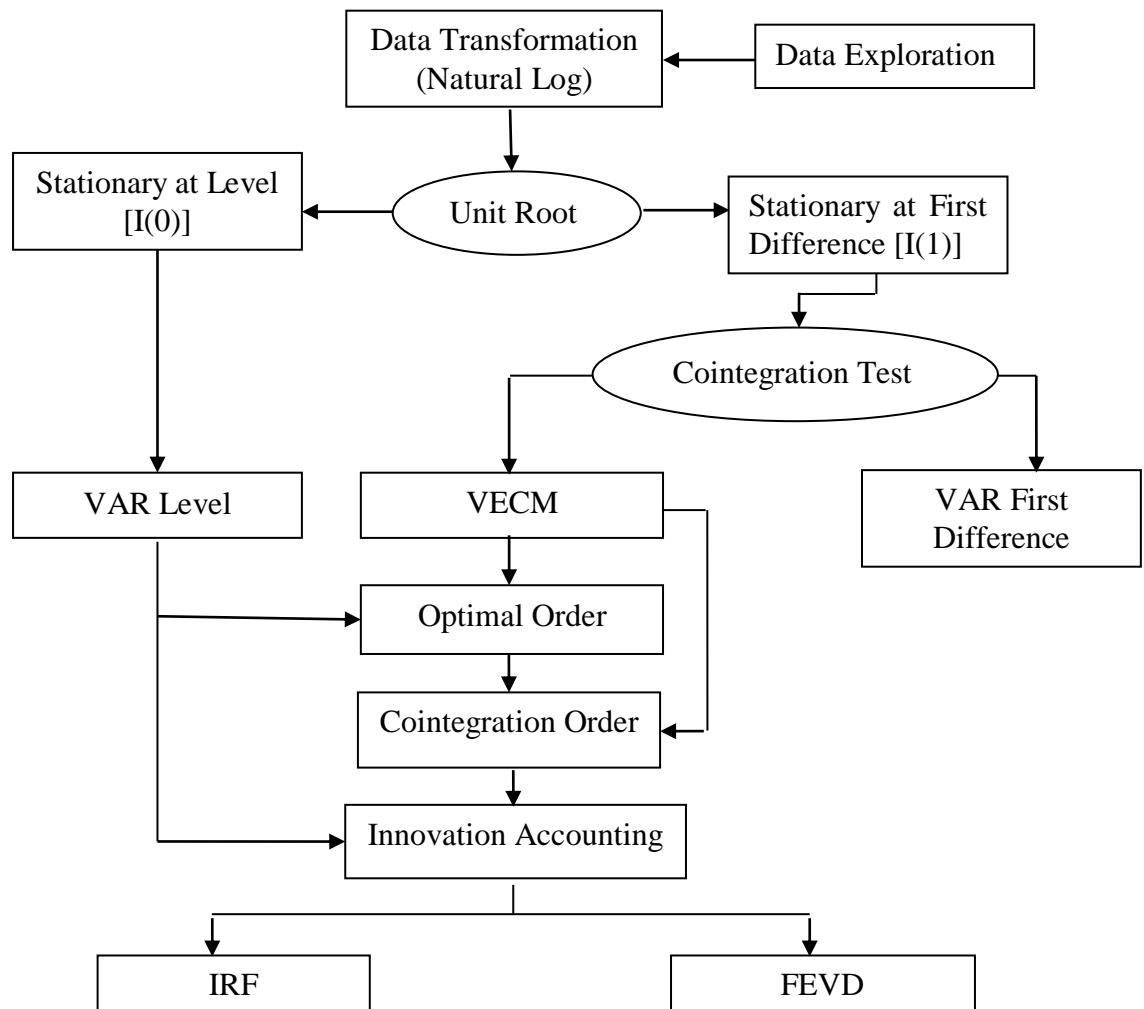 Data Transformation
(Natural Log)
Data Exploration
Stationary at Level
[I(0)]
Unit Root
Stationary at First
Difference [I(1)]
Cointegration Test
VAR Level
VECM
VAR First
Difference
Optimal Order
Cointegration Order
Innovation Accounting
IRF
FEVD